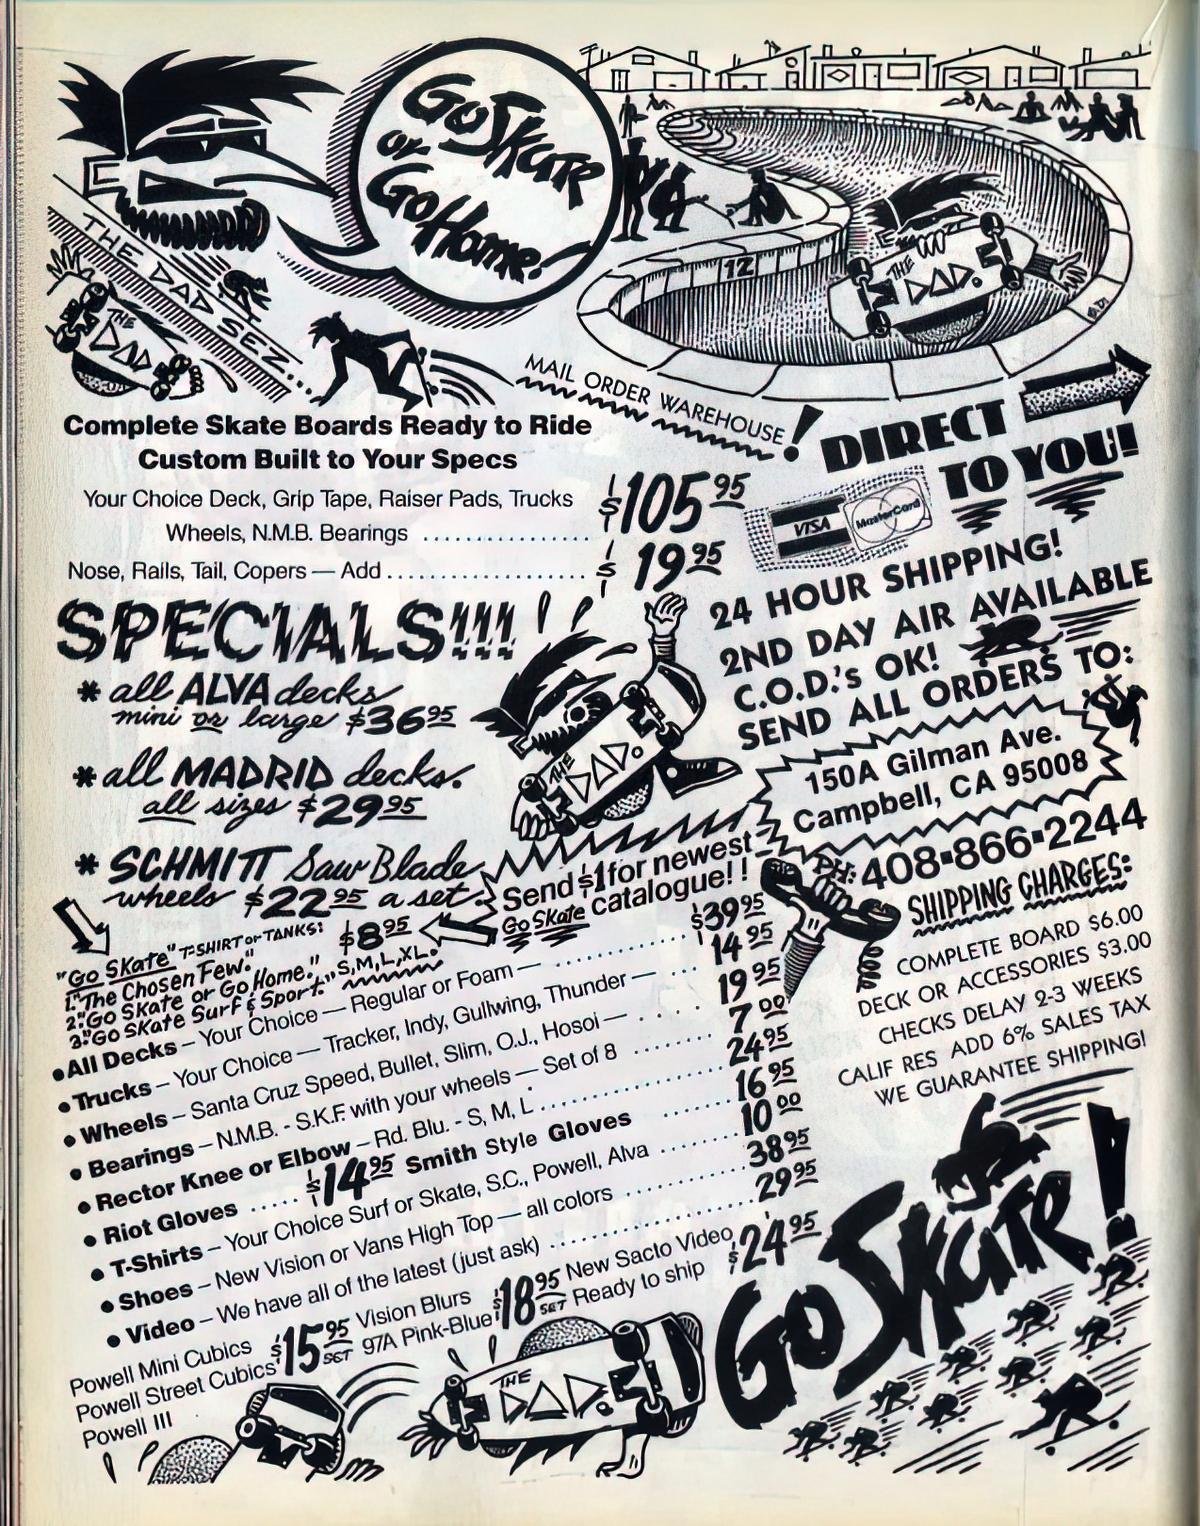 Go Skate
or
Go Home!
THE DAD SEZ...
THE
DAD.
12
THE
DAD.
MAIL ORDER WAREHOUSE!
DIRECT
TO YOU!
VISA
MasterCard
Complete Skate Boards Ready to Ride
Custom Built to Your Specs
Your Choice Deck, Grip Tape, Raiser Pads, Trucks
Wheels, N.M.B. Bearings .................... $105 95
Nose, Rails, Tail, Copers — Add........................ $ 19 95
24 HOUR SHIPPING!
2ND DAY AIR AVAILABLE
C.O.D.'s OK!
SEND ALL ORDERS TO:
150A Gilman Ave.
Campbell, CA 95008
PH: 408-866-2244
SPECIALS!!!
* all ALVA decks
mini or large $36 95
* all MADRID decks.
all sizes $29 95
* SCHMITT Saw Blade
wheels $22 95 a set.
THE
DAD.
Send $1 for newest
Go Skate catalogue!!
SHIPPING CHARGES:
COMPLETE BOARD $6.00
DECK OR ACCESSORIES $3.00
CHECKS DELAY 2-3 WEEKS
CALIF RES ADD 6% SALES TAX
WE GUARANTEE SHIPPING!
"Go Skate" T-SHIRT or TANKS: $8 95
1. "The Chosen Few."
2. "Go Skate or Go Home." S, M, L, XL.
3. "Go Skate Surf & Sport."
• All Decks – Your Choice — Regular or Foam — .................... $39 95
• Trucks – Your Choice — Tracker, Indy, Gullwing, Thunder — .... 14 95
• Wheels – Santa Cruz Speed, Bullet, Slim, O.J., Hosoi — ..... 19 95
• Bearings – N.M.B. - S.K.F. with your wheels — Set of 8 ........ 7 00
• Rector Knee or Elbow – Rd. Blu. - S, M, L .................... 24 95
• Riot Gloves ..... $14 95 Smith Style Gloves ........ 16 95
• T-Shirts – Your Choice Surf or Skate, S.C., Powell, Alva ...... 10 00
• Shoes – New Vision or Vans High Top — all colors ............ 38 95
• Video – We have all of the latest (just ask) .................... 29 95
Powell Mini Cubics
Powell Street Cubics
Powell III
$15 95 SET
Vision Blurs
97A Pink-Blue
$18 95 SET
New Sacto Video,
Ready to ship
$24 95
THE
DAD.
Go Skate!